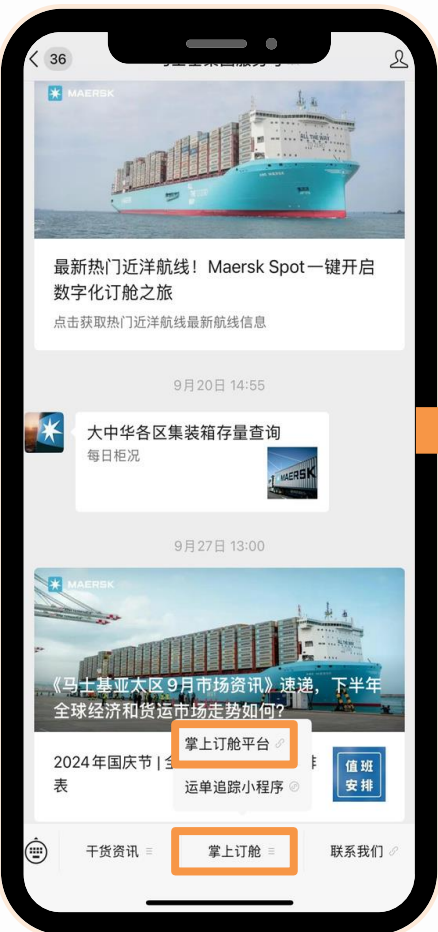 36
MAERSK
ALL THE WAY
最新热门近洋航线！Maersk Spot一键开启
数字化订舱之旅
点击获取热门近洋航线最新航线信息
9月20日 14:55
大中华各区集装箱存量查询
每日柜况
MAERSK
9月27日 13:00
MAERSK
《马士基亚太区9月市场资讯》速递，下半年
全球经济和货运市场走势如何？
掌上订舱平台
2024年国庆节 |
表
值班
安排
运单追踪小程序
干货资讯
掌上订舱
联系我们